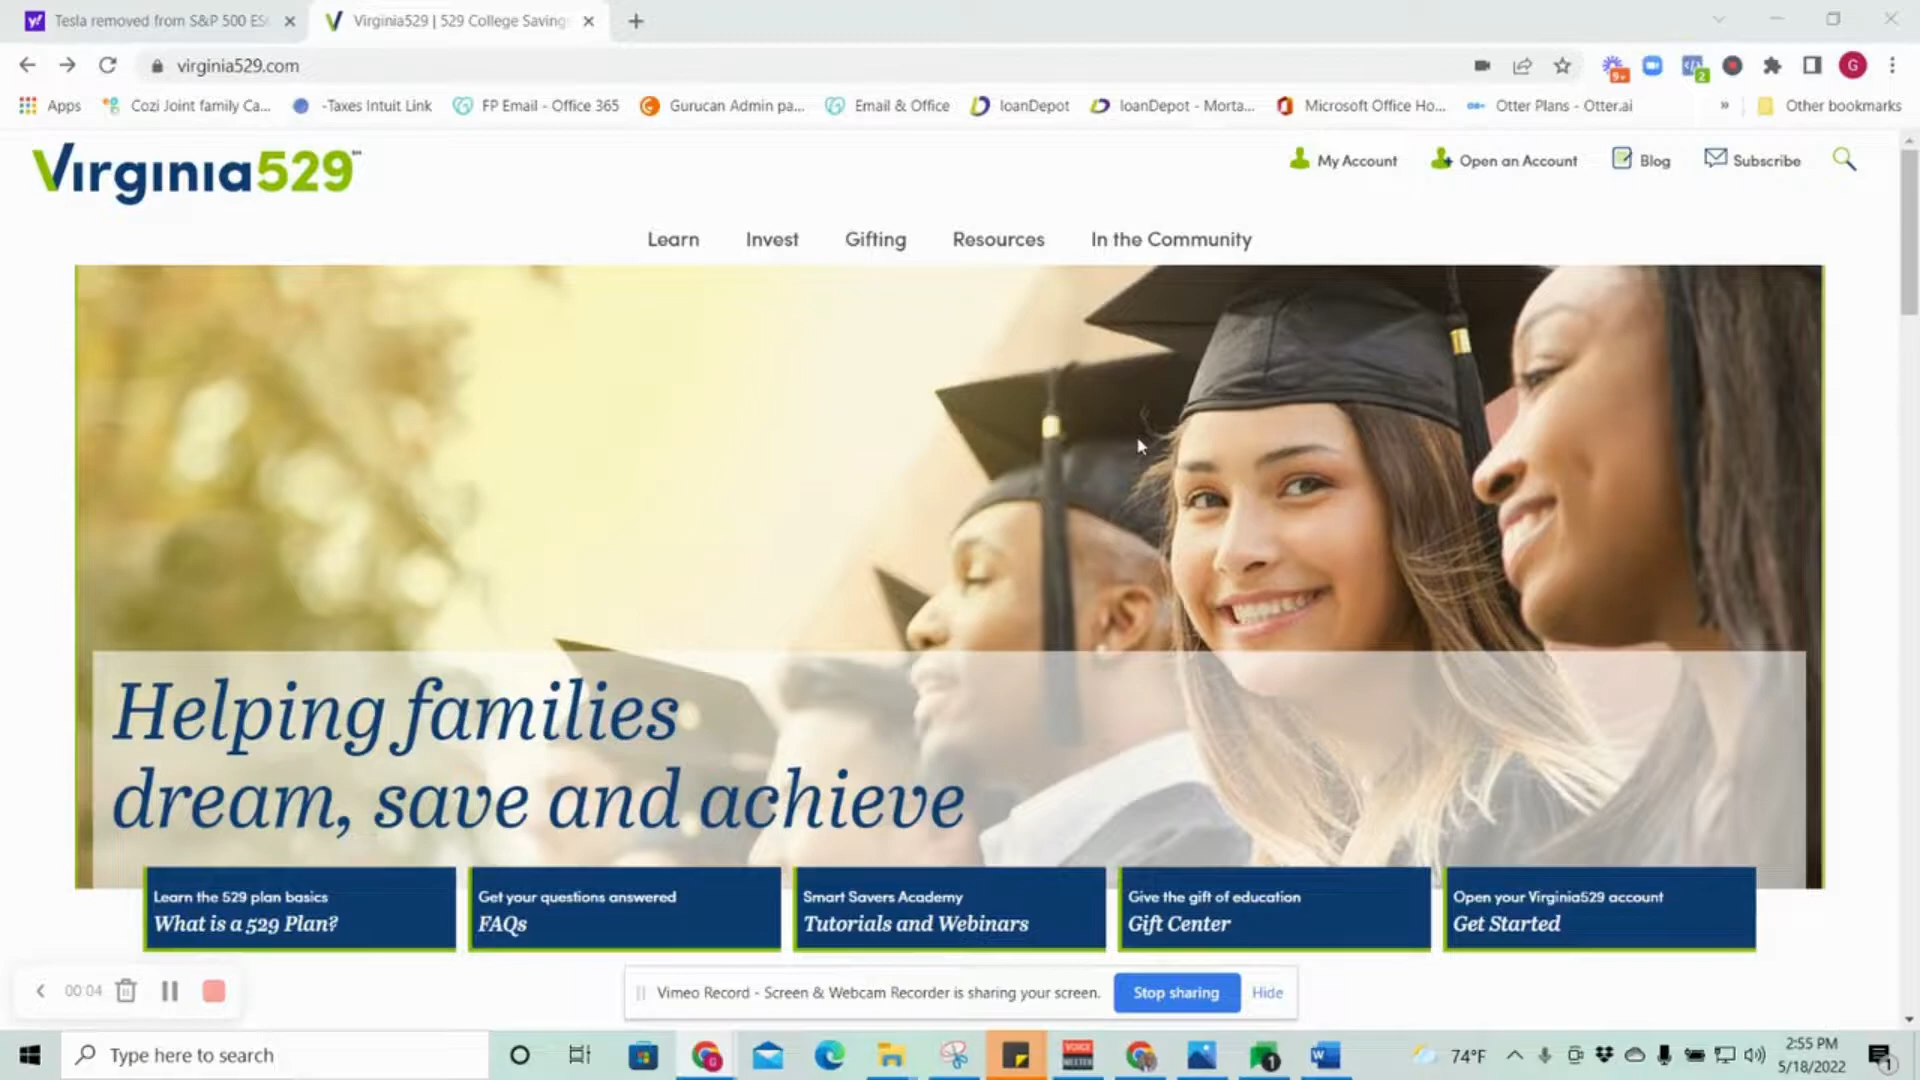 Tesla removed from S&P 500 ES
Virginia529 | 529 College Saving
virginia529.com
G
9+
2
Apps
Cozi Joint family Ca...
-Taxes Intuit Link
FP Email - Office 365
Gurucan Admin pa...
Email & Office
loanDepot
loanDepot - Morta...
Microsoft Office Ho...
Otter Plans - Otter.ai
»
Other bookmarks
Virginia529
My Account
Open an Account
Blog
Subscribe
Learn
Invest
Gifting
Resources
In the Community
Helping families
dream, save and achieve
Learn the 529 plan basics
What is a 529 Plan?
Get your questions answered
FAQs
Smart Savers Academy
Tutorials and Webinars
Give the gift of education
Gift Center
Open your Virginia529 account
Get Started
00:04
Vimeo Record - Screen & Webcam Recorder is sharing your screen.
Stop sharing
Hide
Type here to search
74°F
2:55 PM
5/18/2022